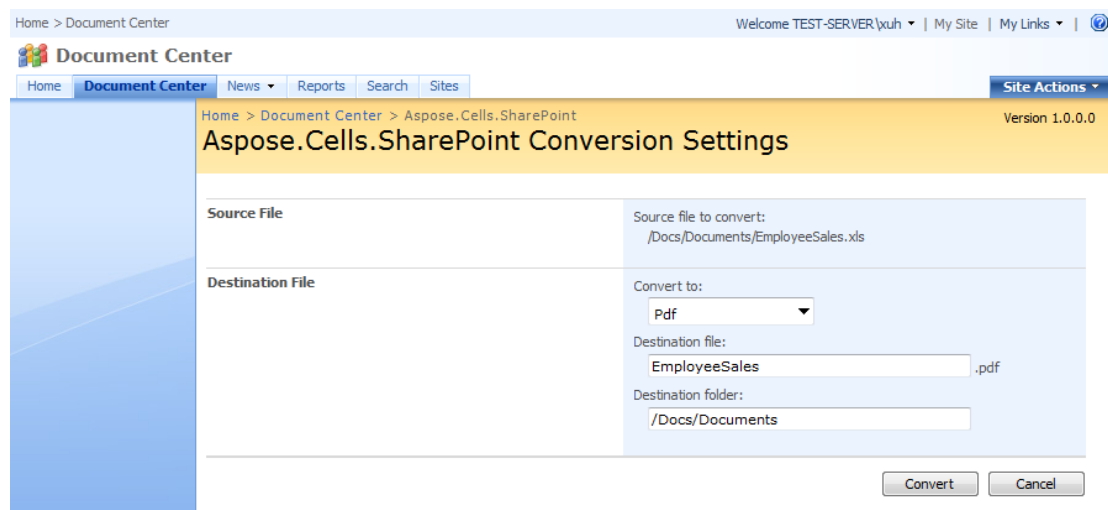 Home > Document Center
Welcome TEST-SERVER\xuh | My Site | My Links |
Document Center
Home Document Center News Reports Search Sites Site Actions
Home > Document Center > Aspose.Cells.SharePoint
Version 1.0.0.0
Aspose.Cells.SharePoint Conversion Settings
Source File
Source file to convert:
/Docs/Documents/EmployeeSales.xls
Destination File
Convert to:
Pdf
Destination file:
EmployeeSales .pdf
Destination folder:
/Docs/Documents
Convert Cancel